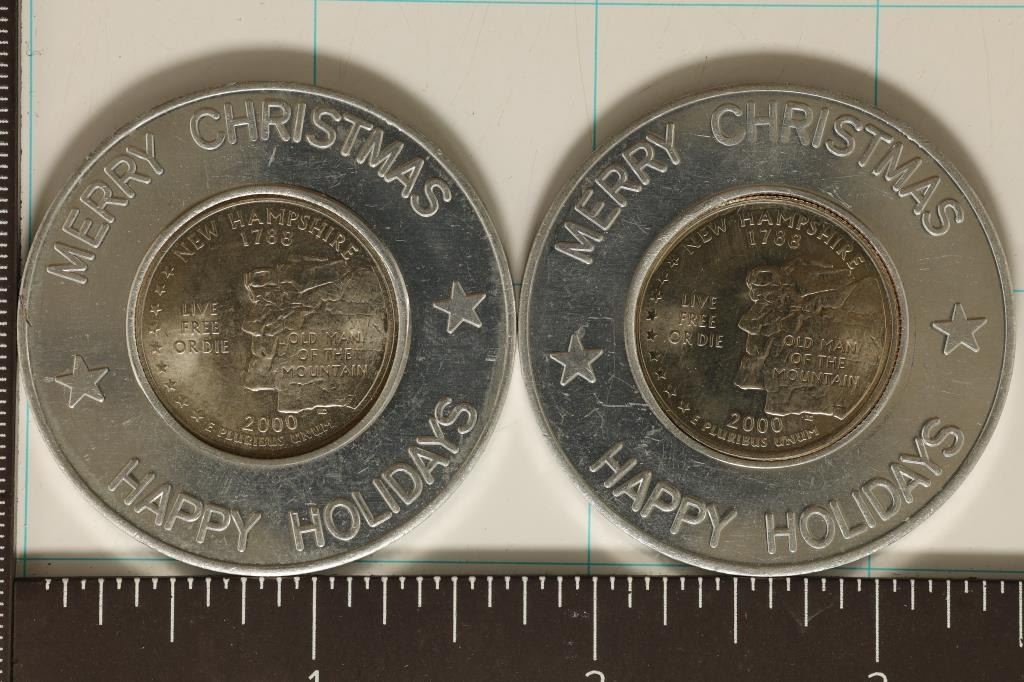 MERRY CHRISTMAS
NEW HAMPSHIRE
1788
LIVE
FREE
OR DIE
OLD MAN
OF THE
MOUNTAIN
2000
E PLURIBUS UNUM
HAPPY HOLIDAYS
MERRY CHRISTMAS
NEW HAMPSHIRE
1788
LIVE
FREE
OR DIE
OLD MAN
OF THE
MOUNTAIN
2000
E PLURIBUS UNUM
HAPPY HOLIDAYS
1 2 3